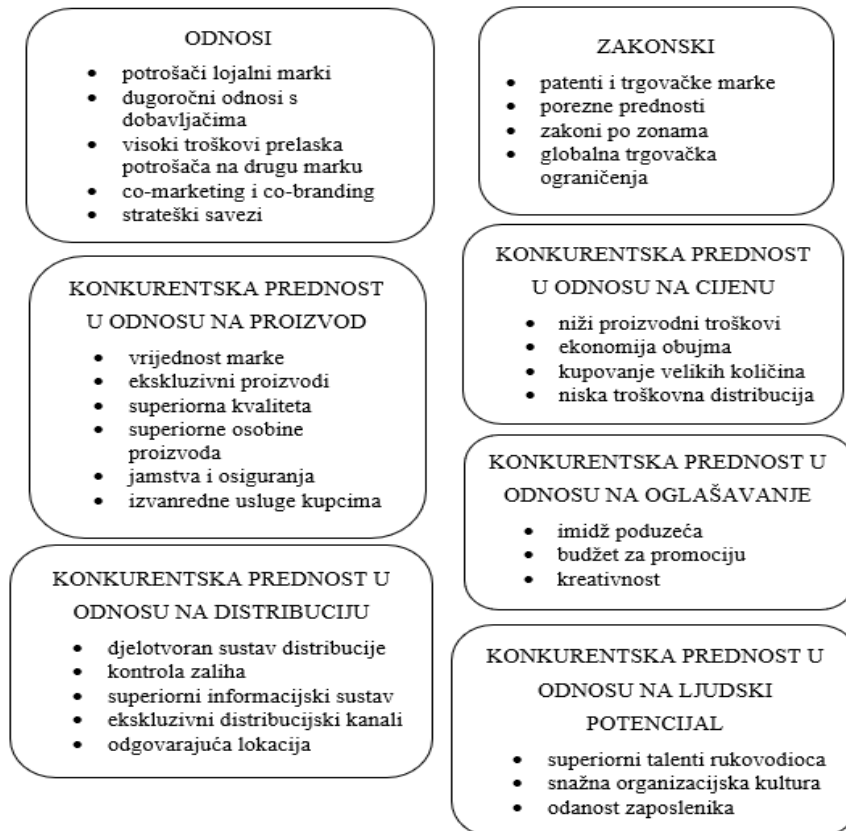 ODNOSI
• potrošači lojalni marki
• dugoročni odnosi s
dobavljačima
• visoki troškovi prelaska
potrošača na drugu marku
• co-marketing i co-branding
• strateški savezi
ZAKONSKI
• patenti i trgovačke marke
• porezne prednosti
• zakoni po zonama
• globalna trgovačka
ograničenja
KONKURENTSKA PREDNOST
U ODNOSU NA PROIZVOD
• vrijednost marke
• ekskluzivni proizvodi
• superiorna kvaliteta
• superiorne osobine
proizvoda
• jamstva i osiguranja
• izvanredne usluge kupcima
KONKURENTSKA PREDNOST
U ODNOSU NA CIJENU
• niži proizvodni troškovi
• ekonomija obujma
• kupovanje velikih količina
• niska troškovna distribucija
KONKURENTSKA PREDNOST U
ODNOSU NA OGLAŠAVANJE
• imidž poduzeća
• budžet za promociju
• kreativnost
KONKURENTSKA PREDNOST U
ODNOSU NA DISTRIBUCIJU
• djelotvoran sustav distribucije
• kontrola zaliha
• superiorni informacijski sustav
• ekskluzivni distribucijski kanali
• odgovarajuća lokacija
KONKURENTSKA PREDNOST U
ODNOSU NA LJUDSKI
POTENCIJAL
• superiorni talenti rukovodioca
• snažna organizacijska kultura
• odanost zaposlenika